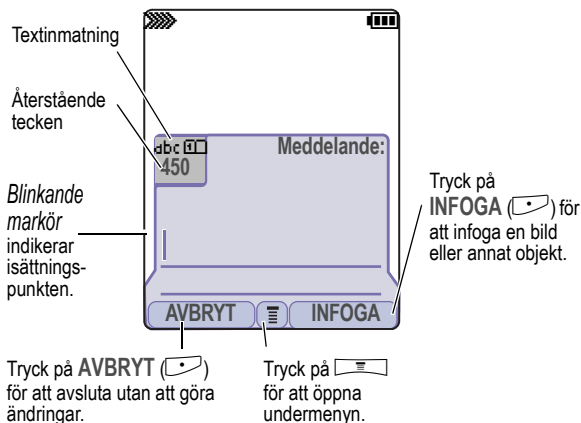 Textinmatning
Återstående
tecken
abc 1
450
Meddelande:
Blinkande
markör
indikerar
isättnings-
punkten.
Tryck på
INFOGA ( ) för
att infoga en bild
eller annat objekt.
AVBRYT
INFOGA
Tryck på AVBRYT ( )
för att avsluta utan att göra
ändringar.
Tryck på
för att öppna
undermenyn.